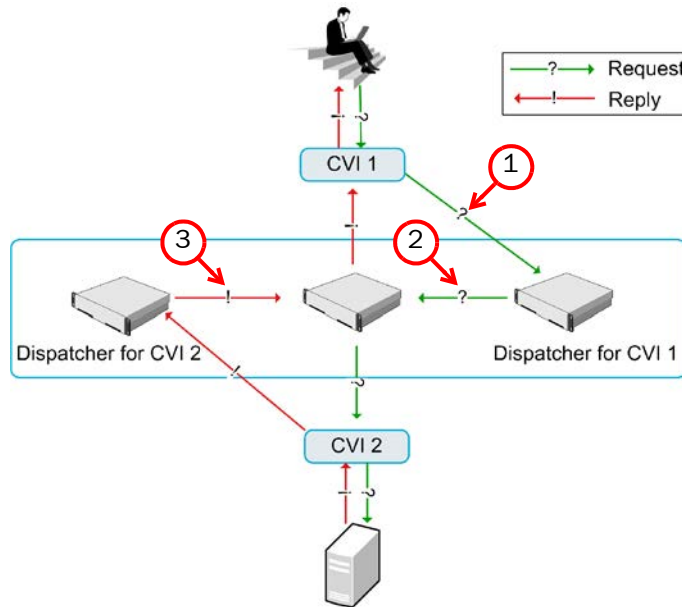 ? Request
! Reply
! ?
CVI 1
1
?
!
3
2
! ?
Dispatcher for CVI 2
Dispatcher for CVI 1
! ?
CVI 2
! ?